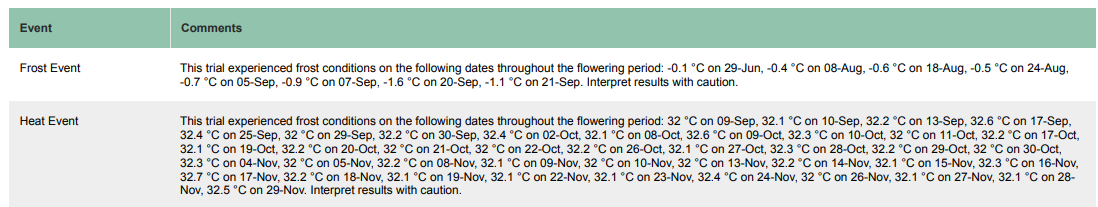 Event Comments
Frost Event This trial experienced frost conditions on the following dates throughout the flowering period: -0.1 °C on 29-Jun, -0.4 °C on 08-Aug, -0.6 °C on 18-Aug, -0.5 °C on 24-Aug,
-0.7 °C on 05-Sep, -0.9 °C on 07-Sep, -1.6 °C on 20-Sep, -1.1 °C on 21-Sep. Interpret results with caution.
Heat Event This trial experienced frost conditions on the following dates throughout the flowering period: 32 °C on 09-Sep, 32.1 °C on 10-Sep, 32.2 °C on 13-Sep, 32.6 °C on 17-Sep,
32.4 °C on 25-Sep, 32 °C on 29-Sep, 32.2 °C on 30-Sep, 32.4 °C on 02-Oct, 32.1 °C on 08-Oct, 32.6 °C on 09-Oct, 32.3 °C on 10-Oct, 32 °C on 11-Oct, 32.2 °C on 17-Oct,
32.1 °C on 19-Oct, 32.2 °C on 20-Oct, 32 °C on 21-Oct, 32 °C on 22-Oct, 32.2 °C on 26-Oct, 32.1 °C on 27-Oct, 32.3 °C on 28-Oct, 32.2 °C on 29-Oct, 32 °C on 30-Oct,
32.3 °C on 04-Nov, 32 °C on 05-Nov, 32.2 °C on 08-Nov, 32.1 °C on 09-Nov, 32 °C on 10-Nov, 32 °C on 13-Nov, 32.2 °C on 14-Nov, 32.1 °C on 15-Nov, 32.3 °C on 16-Nov,
32.7 °C on 17-Nov, 32.2 °C on 18-Nov, 32.1 °C on 19-Nov, 32.1 °C on 22-Nov, 32.1 °C on 23-Nov, 32.4 °C on 24-Nov, 32 °C on 26-Nov, 32.1 °C on 27-Nov, 32.1 °C on 28-
Nov, 32.5 °C on 29-Nov. Interpret results with caution.